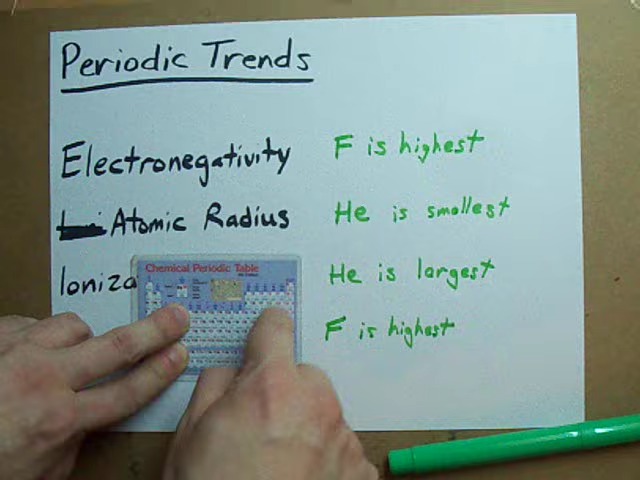 Periodic Trends
Electronegativity F is highest
Atomic Radius He is smallest
Ioniza He is largest
Chemical Periodic Table
F is highest